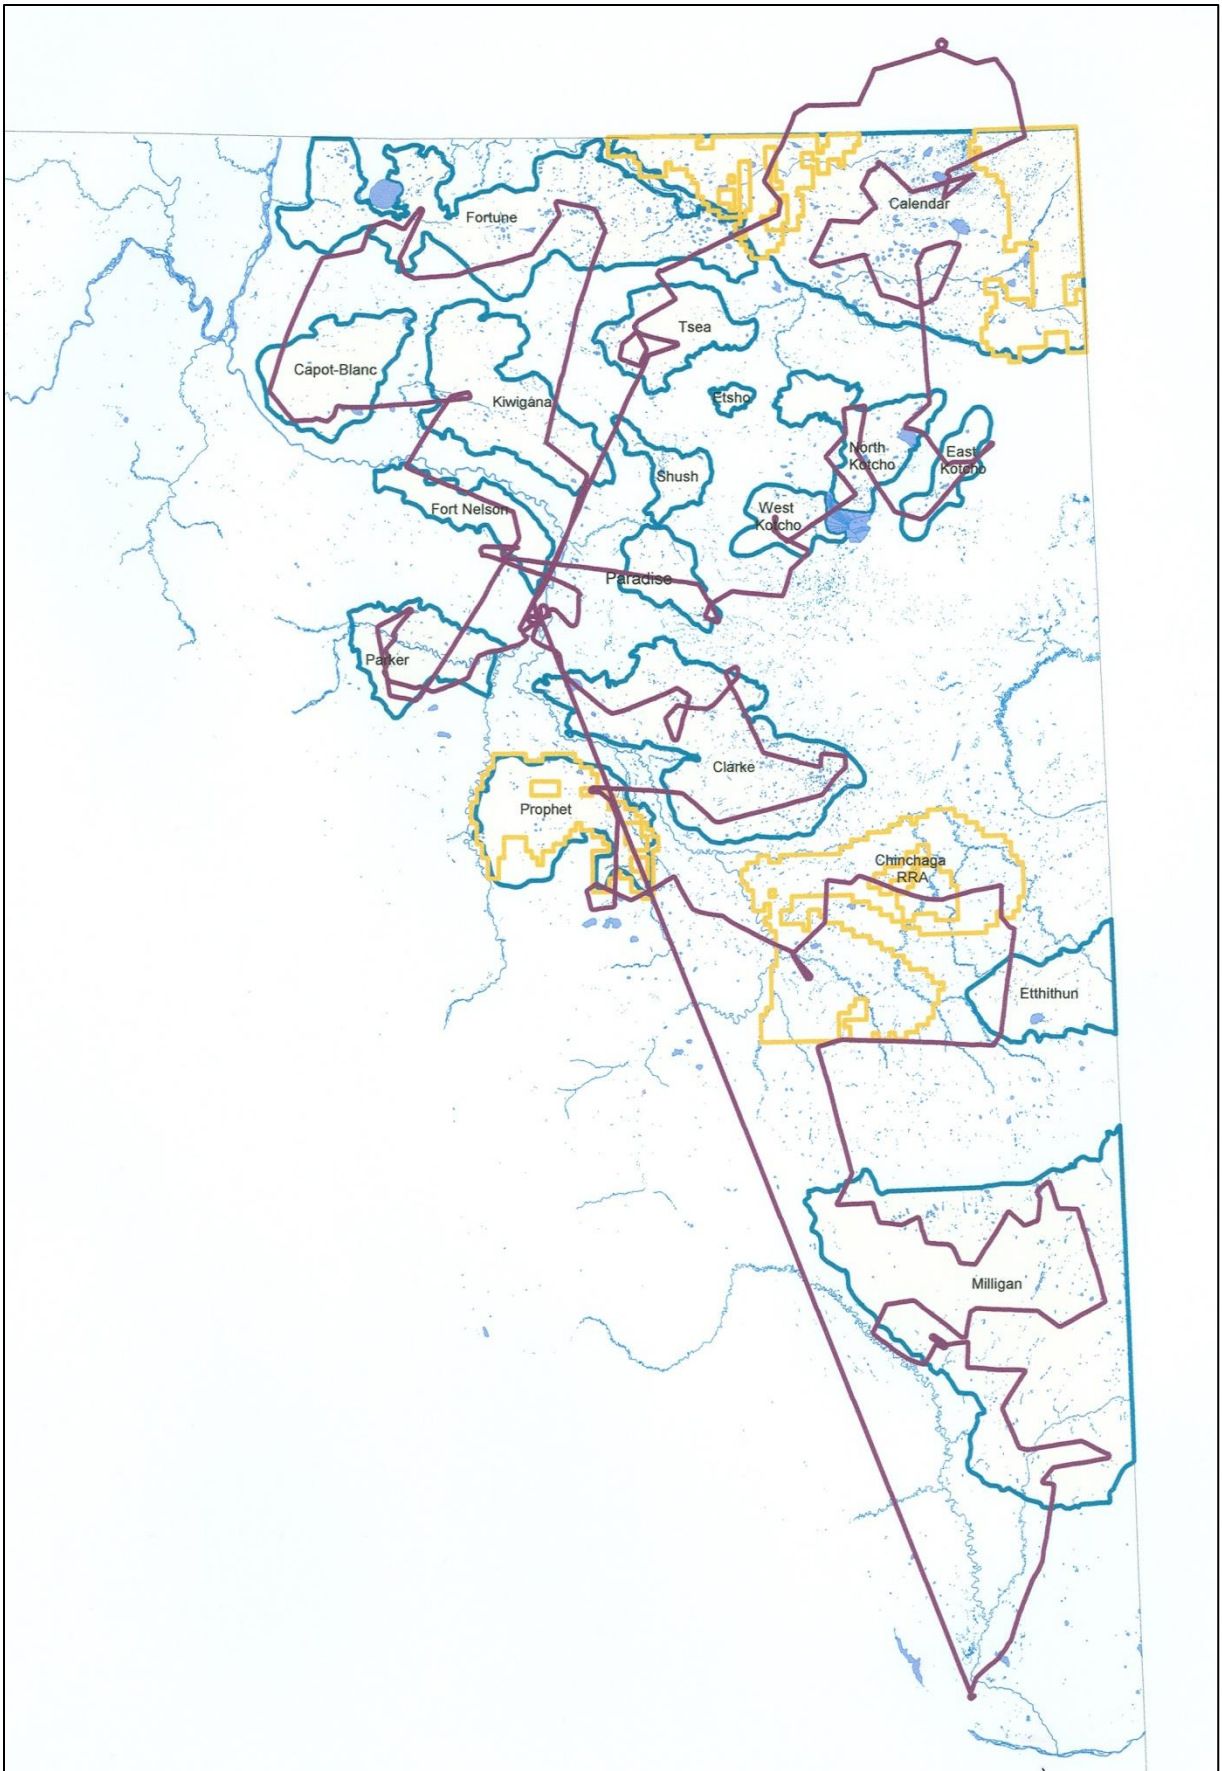 Calendar
Fortune
Tsea
Capot-Blanc
Etsho
Kiwigana
North
Kotcho
East
Kotcho
Shush
Fort Nelson
West
Kotcho
Paradise
Parker
Clarke
Prophet
Chinchaga
RRA
Etthithun
Milligan